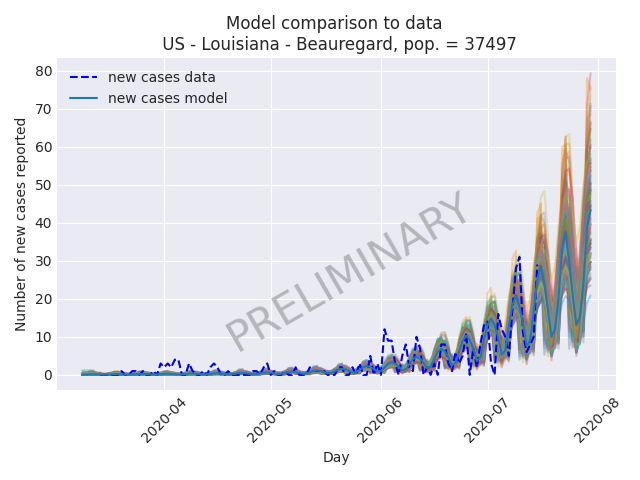 Model comparison to data
US - Louisiana - Beauregard, pop. = 37497
new cases data
new cases model
Number of new cases reported
80
70
60
50
40
30
20
10
0
PRELIMINARY
2020-04
2020-05
2020-06
2020-07
2020-08
Day